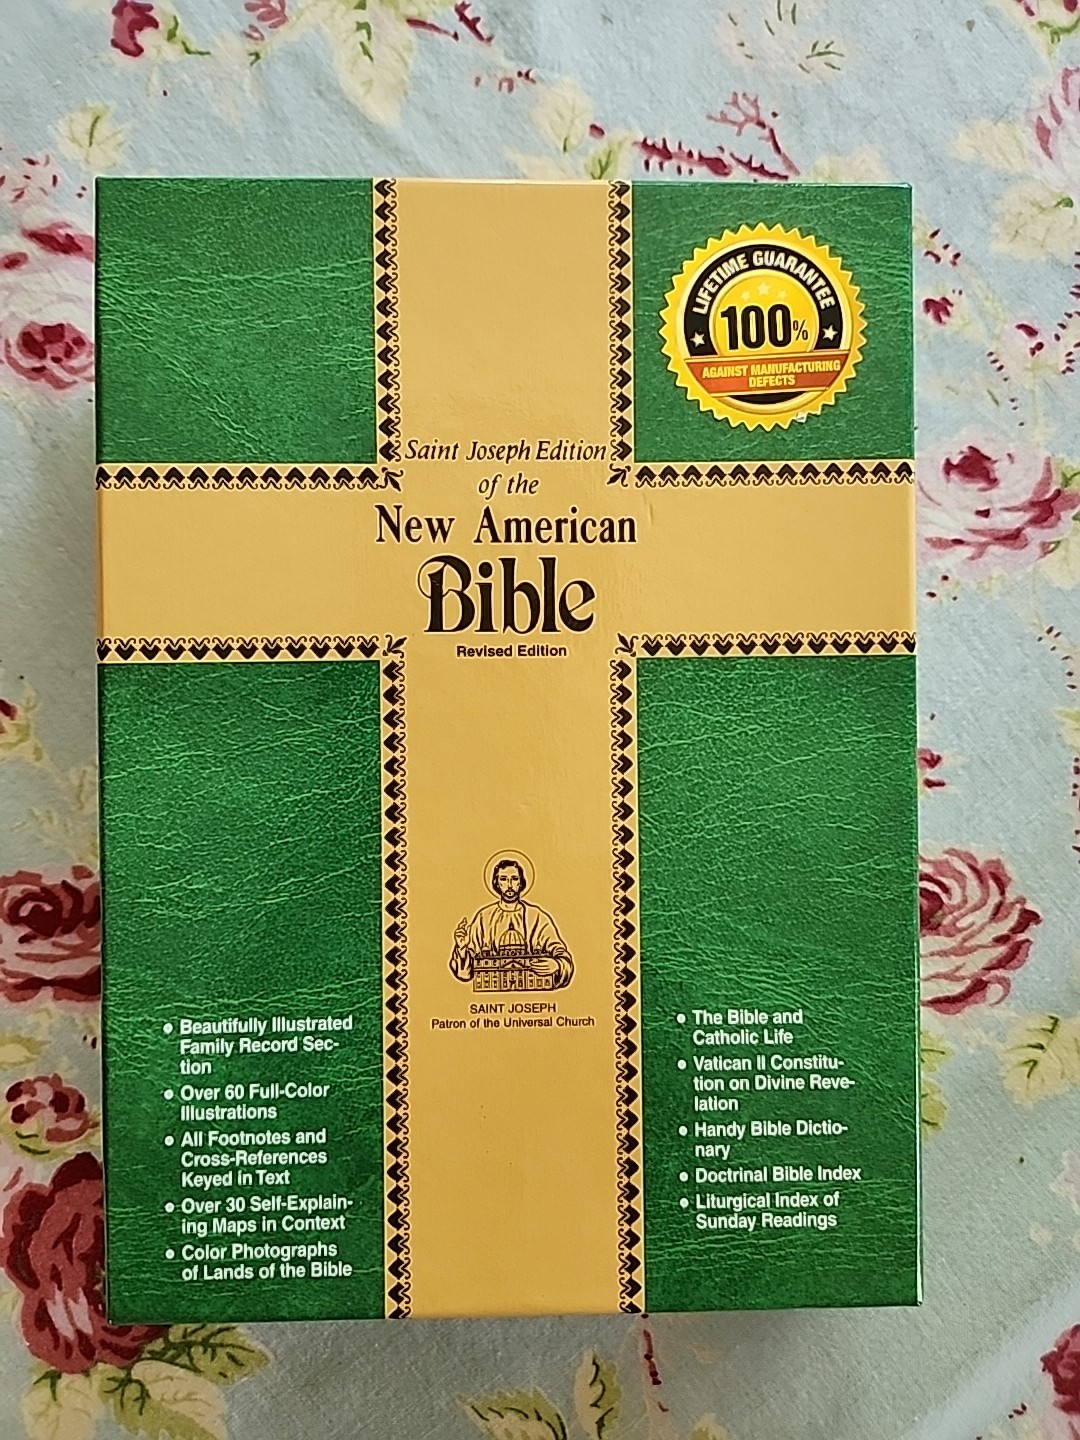 LIFETIME GUARANTEE
100%
AGAINST MANUFACTURING
DEFECTS
Saint Joseph Edition
of the
New American
Bible
Revised Edition
SAINT JOSEPH
Patron of the Universal Church
• Beautifully Illustrated
Family Record Sec-
tion
• Over 60 Full-Color
Illustrations
• All Footnotes and
Cross-References
Keyed in Text
• Over 30 Self-Explain-
ing Maps in Context
• Color Photographs
of Lands of the Bible
• The Bible and
Catholic Life
• Vatican II Constitu-
tion on Divine Reve-
lation
• Handy Bible Dictio-
nary
• Doctrinal Bible Index
• Liturgical Index of
Sunday Readings